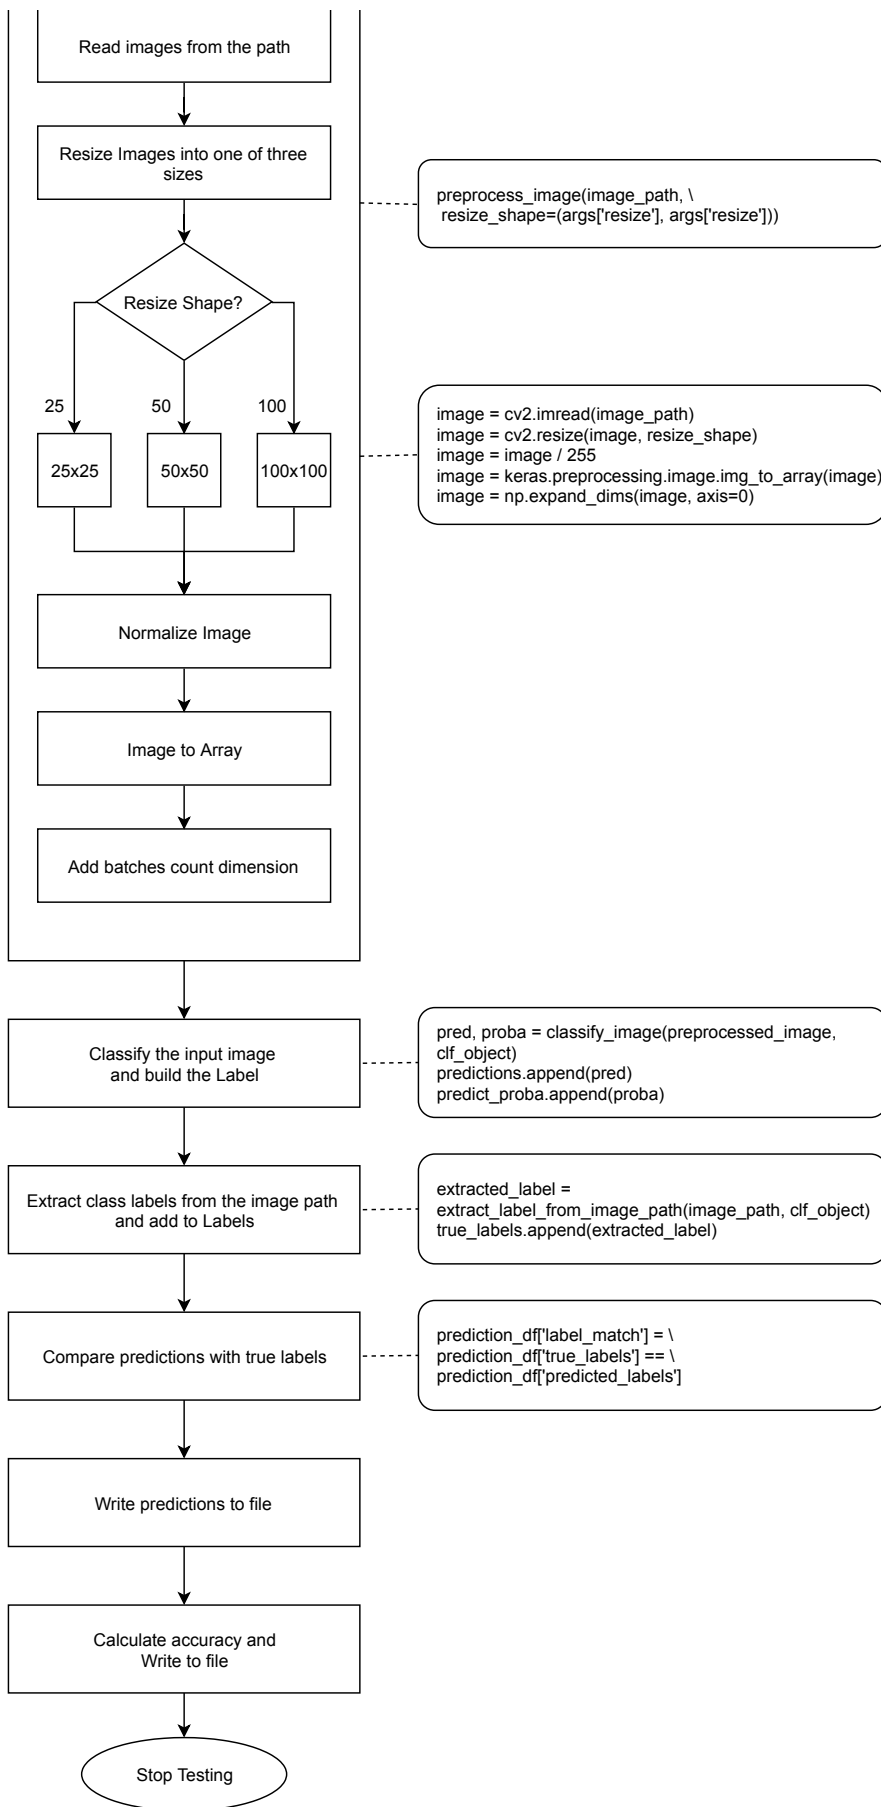 Read images from the path
Resize Images into one of three
sizes
preprocess_image(image_path, \
resize_shape=(args['resize'], args['resize']))
Resize Shape?
25
50
100
25x25
50x50
100x100
image = cv2.imread(image_path)
image = cv2.resize(image, resize_shape)
image = image / 255
image = keras.preprocessing.image.img_to_array(image)
image = np.expand_dims(image, axis=0)
Normalize Image
Image to Array
Add batches count dimension
Classify the input image
and build the Label
pred, proba = classify_image(preprocessed_image,
clf_object)
predictions.append(pred)
predict_proba.append(proba)
Extract class labels from the image path
and add to Labels
extracted_label =
extract_label_from_image_path(image_path, clf_object)
true_labels.append(extracted_label)
Compare predictions with true labels
prediction_df['label_match'] = \
prediction_df['true_labels'] == \
prediction_df['predicted_labels']
Write predictions to file
Calculate accuracy and
Write to file
Stop Testing